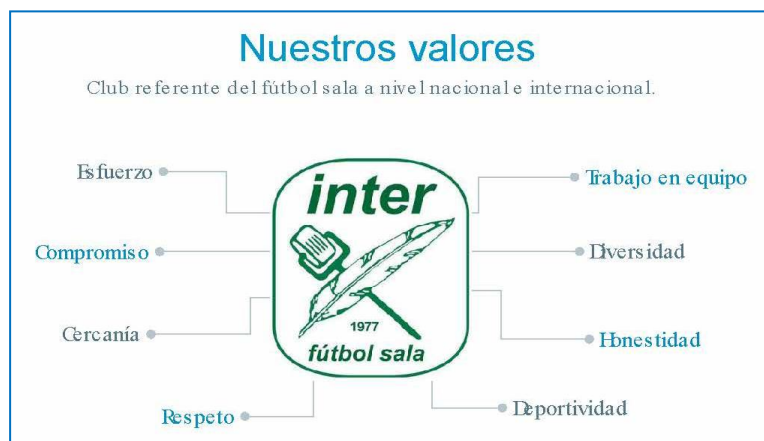 Nuestros valores
Club referente del fútbol sala a nivel nacional e internacional.
Esfuerzo
Trabajo en equipo
inter
Compromiso
Diversidad
Cercanía
1977
Honestidad
fútbol sala
Respeto
Deportividad